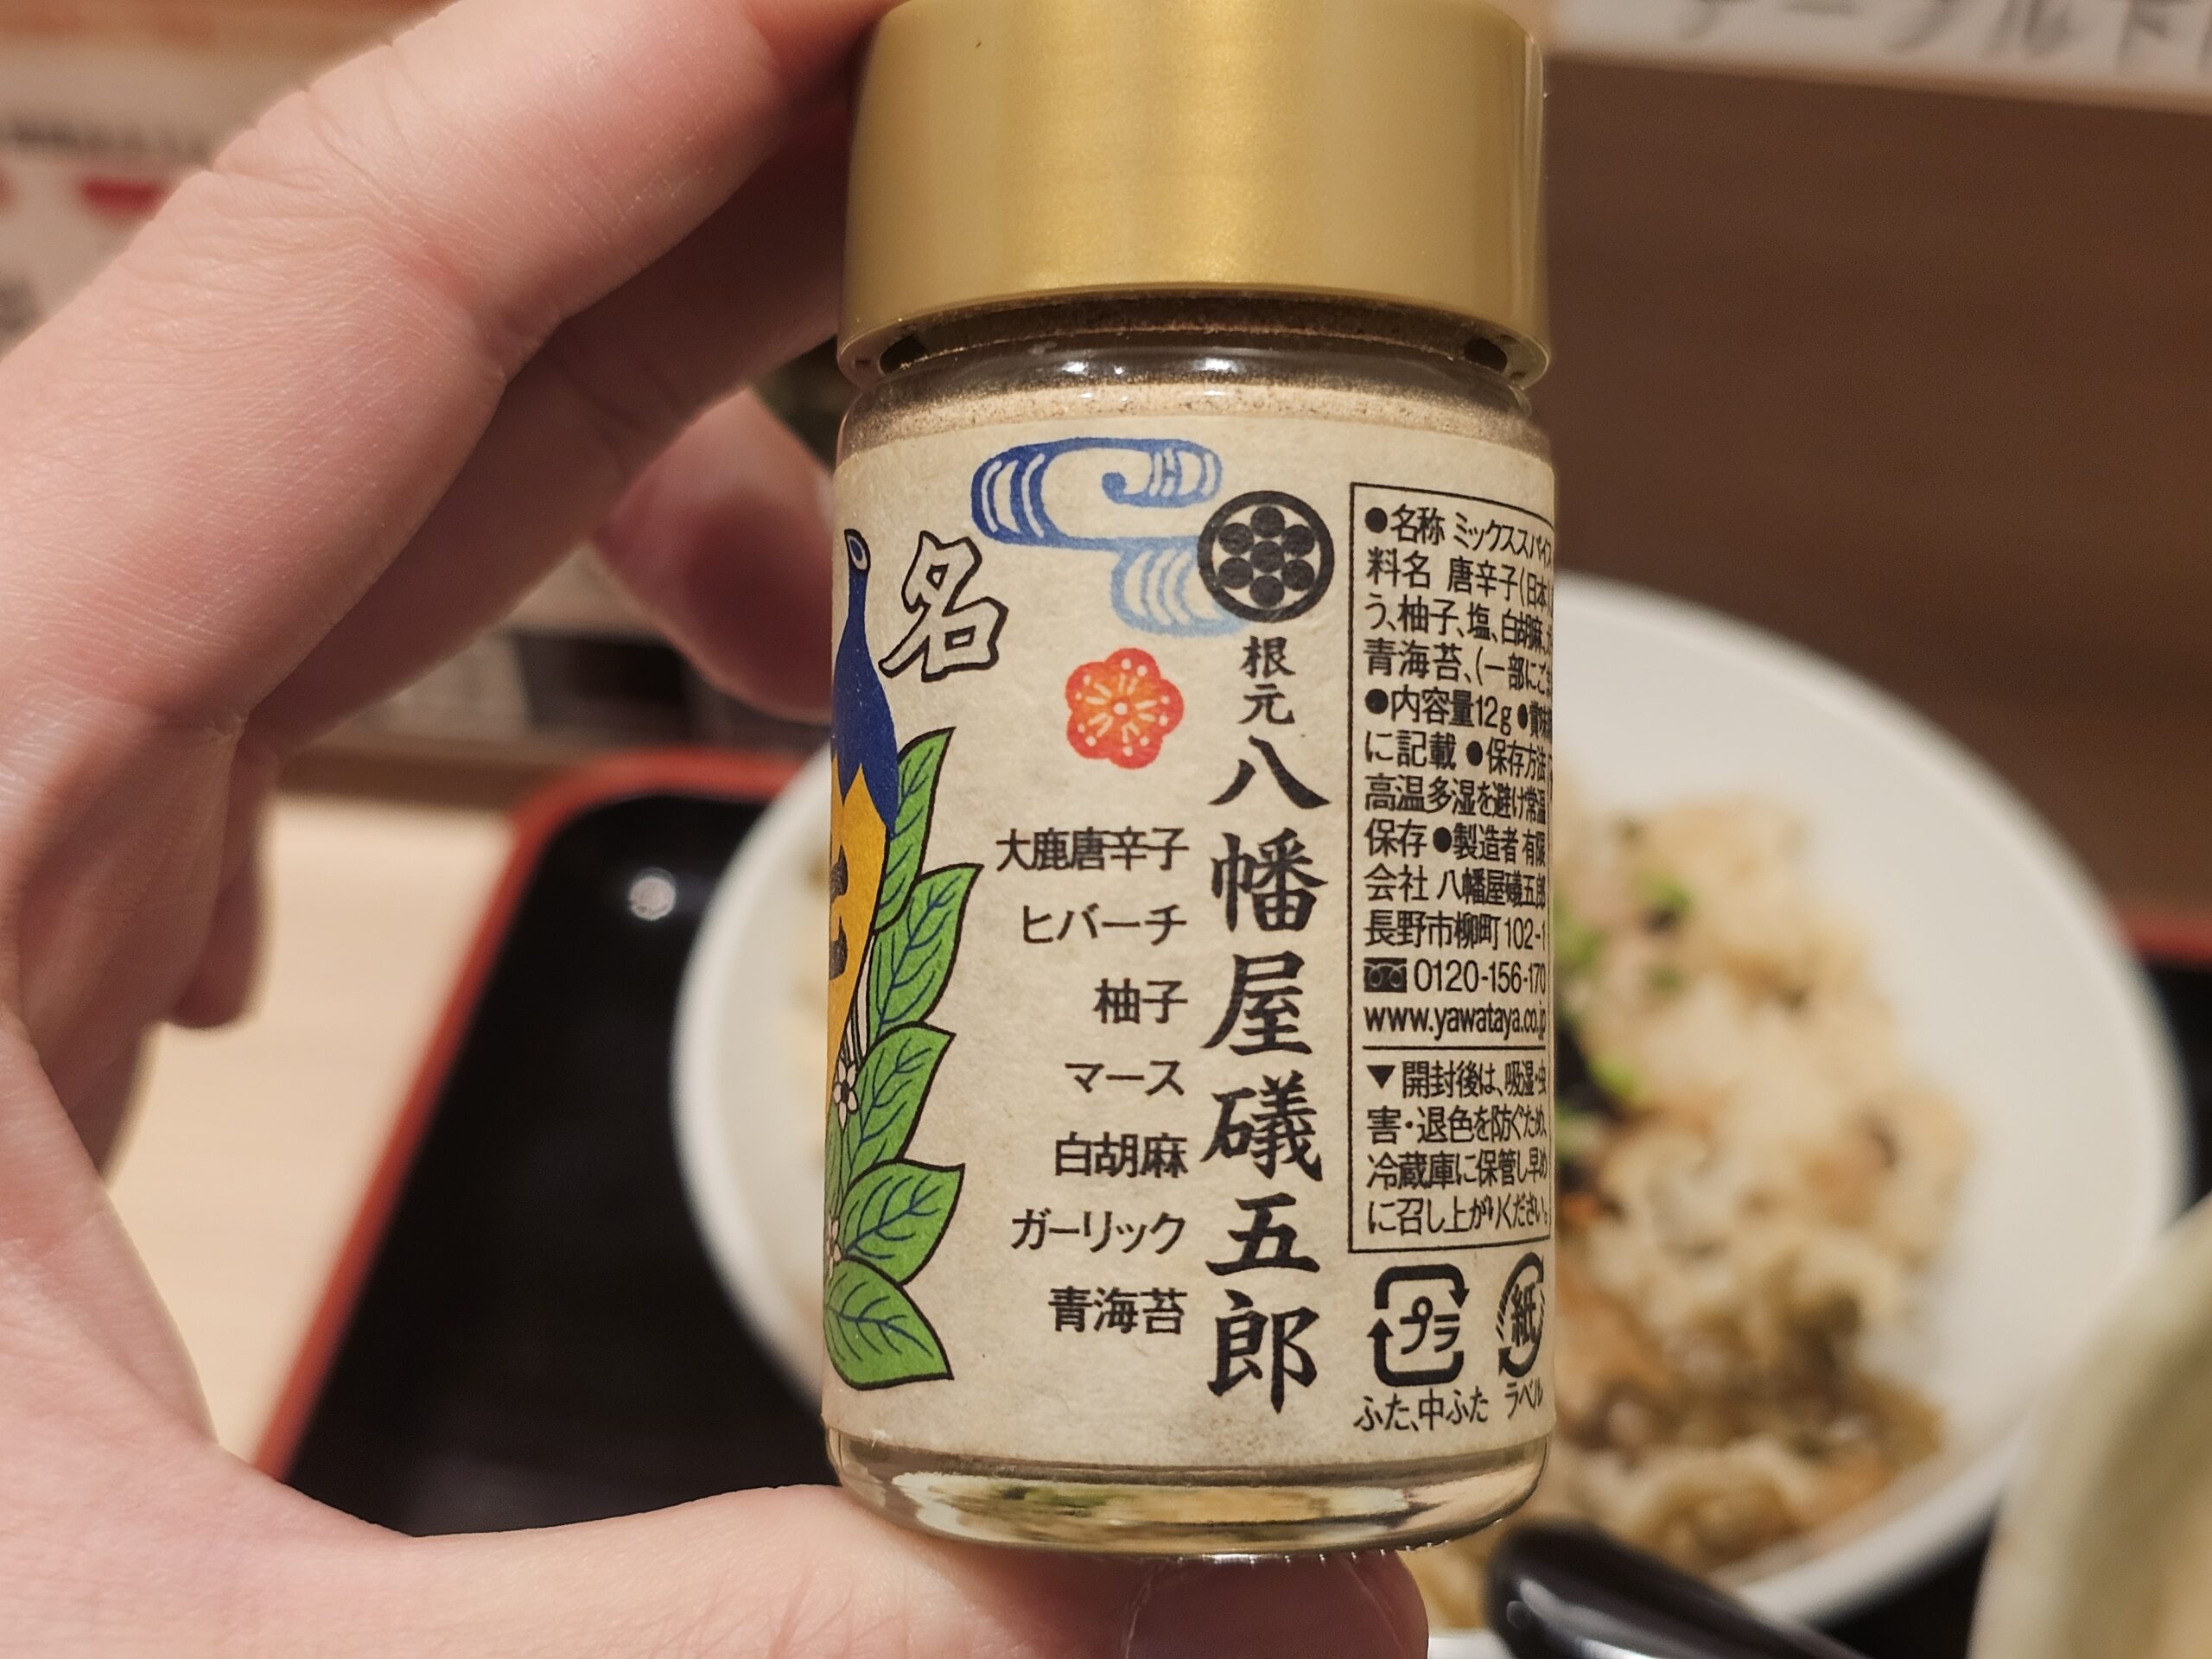 名
根元
八幡屋礒五郎
大鹿唐辛子
ヒバーチ
柚子
マース
白胡麻
ガーリック
青海苔
●名称 ミックススパイス
料名 唐辛子(日本
う、柚子、塩、白胡麻、
青海苔、(一部にご
●内容量12g ●賞味
に記載 ●保存方法
高温多湿を避け常温
保存 ●製造者 有限
会社 八幡屋礒五郎
長野市柳町102-1
0120-156-170
www.yawataya.co.jp
▼開封後は、吸湿・虫
害・退色を防ぐため、
冷蔵庫に保管し早め
に召し上がりください。
プラ
紙
ふた、中ふた
ラベル